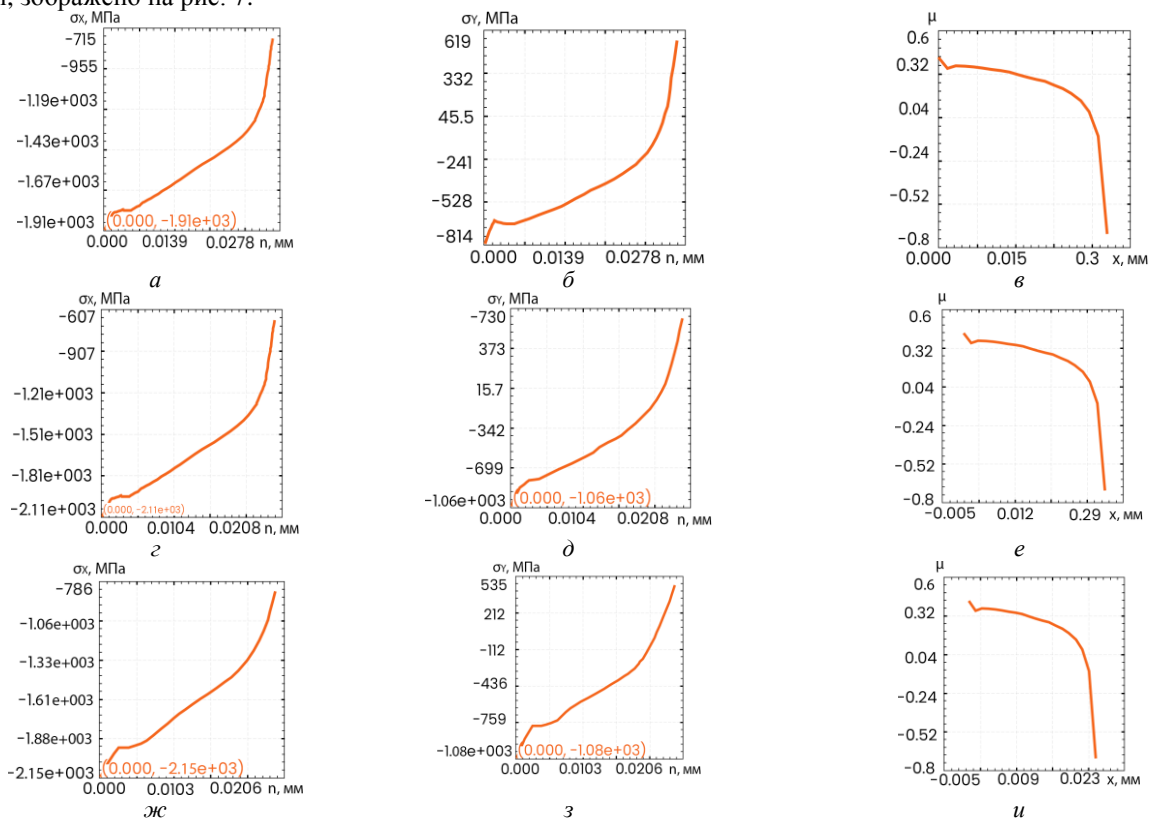 зображено на рис. 7.
σX, МПа
-715
-955
-1.19e+003
-1.43e+003
-1.67e+003
-1.91e+003
(0.000, -1.91e+03)
0.000 0.0139 0.0278 n, мм
а
σY, МПа
619
332
45.5
-241
-528
-814
0.000 0.0139 0.0278 n, мм
б
μ
0.6
0.32
0.04
-0.24
-0.52
-0.8
0.000 0.015 0.3 x, мм
в
σX, МПа
-607
-907
-1.21e+003
-1.51e+003
-1.81e+003
-2.11e+003
(0.000, -2.11e+03)
0.000 0.0104 0.0208 n, мм
г
σY, МПа
-730
373
15.7
-342
-699
-1.06e+003
(0.000, -1.06e+03)
0.000 0.0104 0.0208 n, мм
д
μ
0.6
0.32
0.04
-0.24
-0.52
-0.8
-0.005 0.012 0.29 x, мм
е
σX, МПа
-786
-1.06e+003
-1.33e+003
-1.61e+003
-1.88e+003
-2.15e+003
(0.000, -2.15e+03)
0.000 0.0103 0.0206 n, мм
ж
σY, МПа
535
212
-112
-436
-759
-1.08e+003
(0.000, -1.08e+03)
0.000 0.0103 0.0206 n, мм
з
μ
0.6
0.32
0.04
-0.24
-0.52
-0.8
-0.005 0.009 0.023 x, мм
и